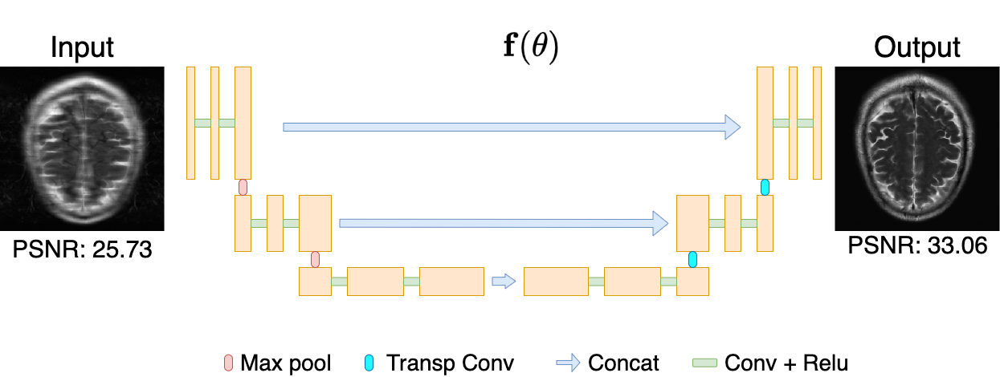 Input
f(θ)
Output
PSNR: 25.73
PSNR: 33.06
Max pool
Transp Conv
Concat
Conv + Relu